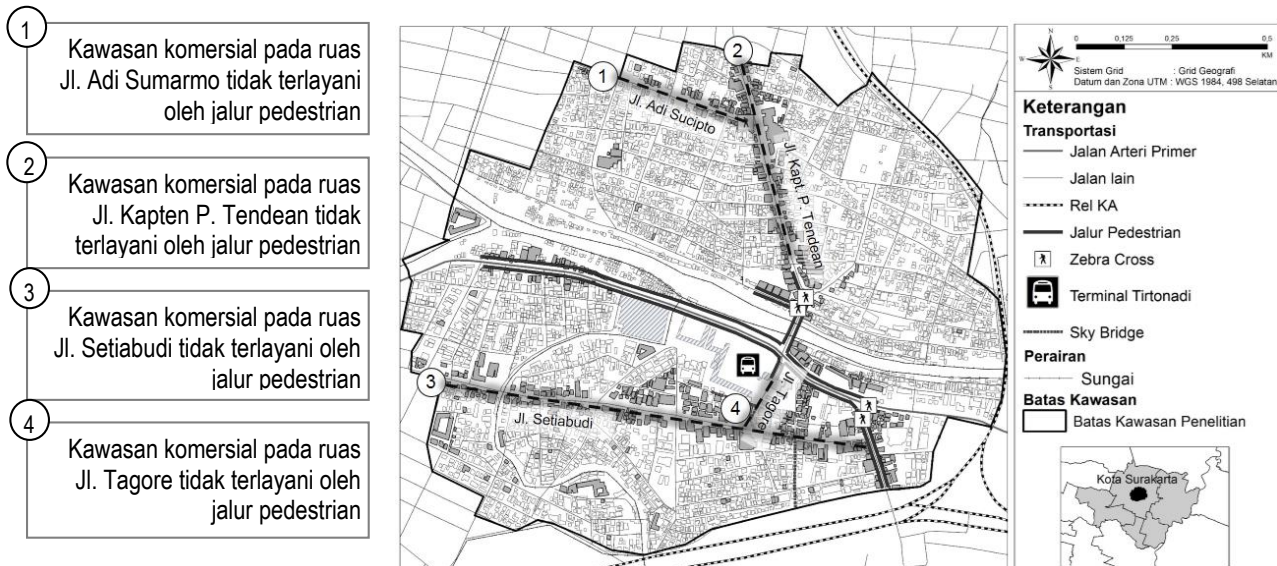 1
Kawasan komersial pada ruas
Jl. Adi Sumarmo tidak terlayani
oleh jalur pedestrian
2
Kawasan komersial pada ruas
Jl. Kapten P. Tendean tidak
terlayani oleh jalur pedestrian
3
Kawasan komersial pada ruas
Jl. Setiabudi tidak terlayani oleh
jalur pedestrian
4
Kawasan komersial pada ruas
Jl. Tagore tidak terlayani oleh
jalur pedestrian
1
2
Jl. Adi Sucipto
Jl. Kapt. P. Tendean
3
4
Jl. Setiabudi
Jl. Tagore
N
W
E
S
0 0,125 0,25 0,5
KM
Sistem Grid : Grid Geografi
Datum dan Zona UTM : WGS 1984, 498 Selatan
Keterangan
Transportasi
Jalan Arteri Primer
Jalan lain
Rel KA
Jalur Pedestrian
Zebra Cross
Terminal Tirtonadi
Sky Bridge
Perairan
Sungai
Batas Kawasan
Batas Kawasan Penelitian
Kota Surakarta